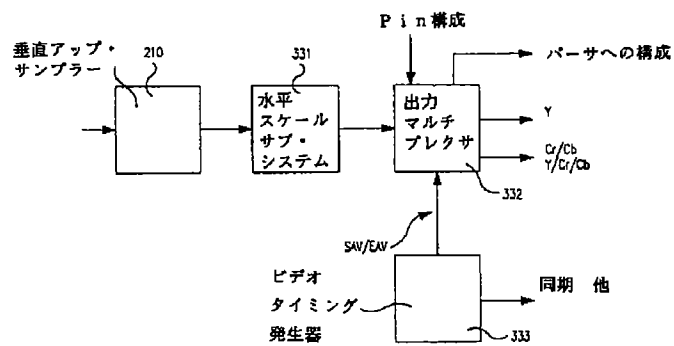 Pin構成
垂直アップ・
サンプラー
210
331
水平
スケール
サブ・
システム
出力
マルチ
プレクサ
332
パーサへの構成
Y
Cr/Cb
Y/Cr/Cb
SAV/EAV
ビデオ
タイミング
発生器
333
同期 他